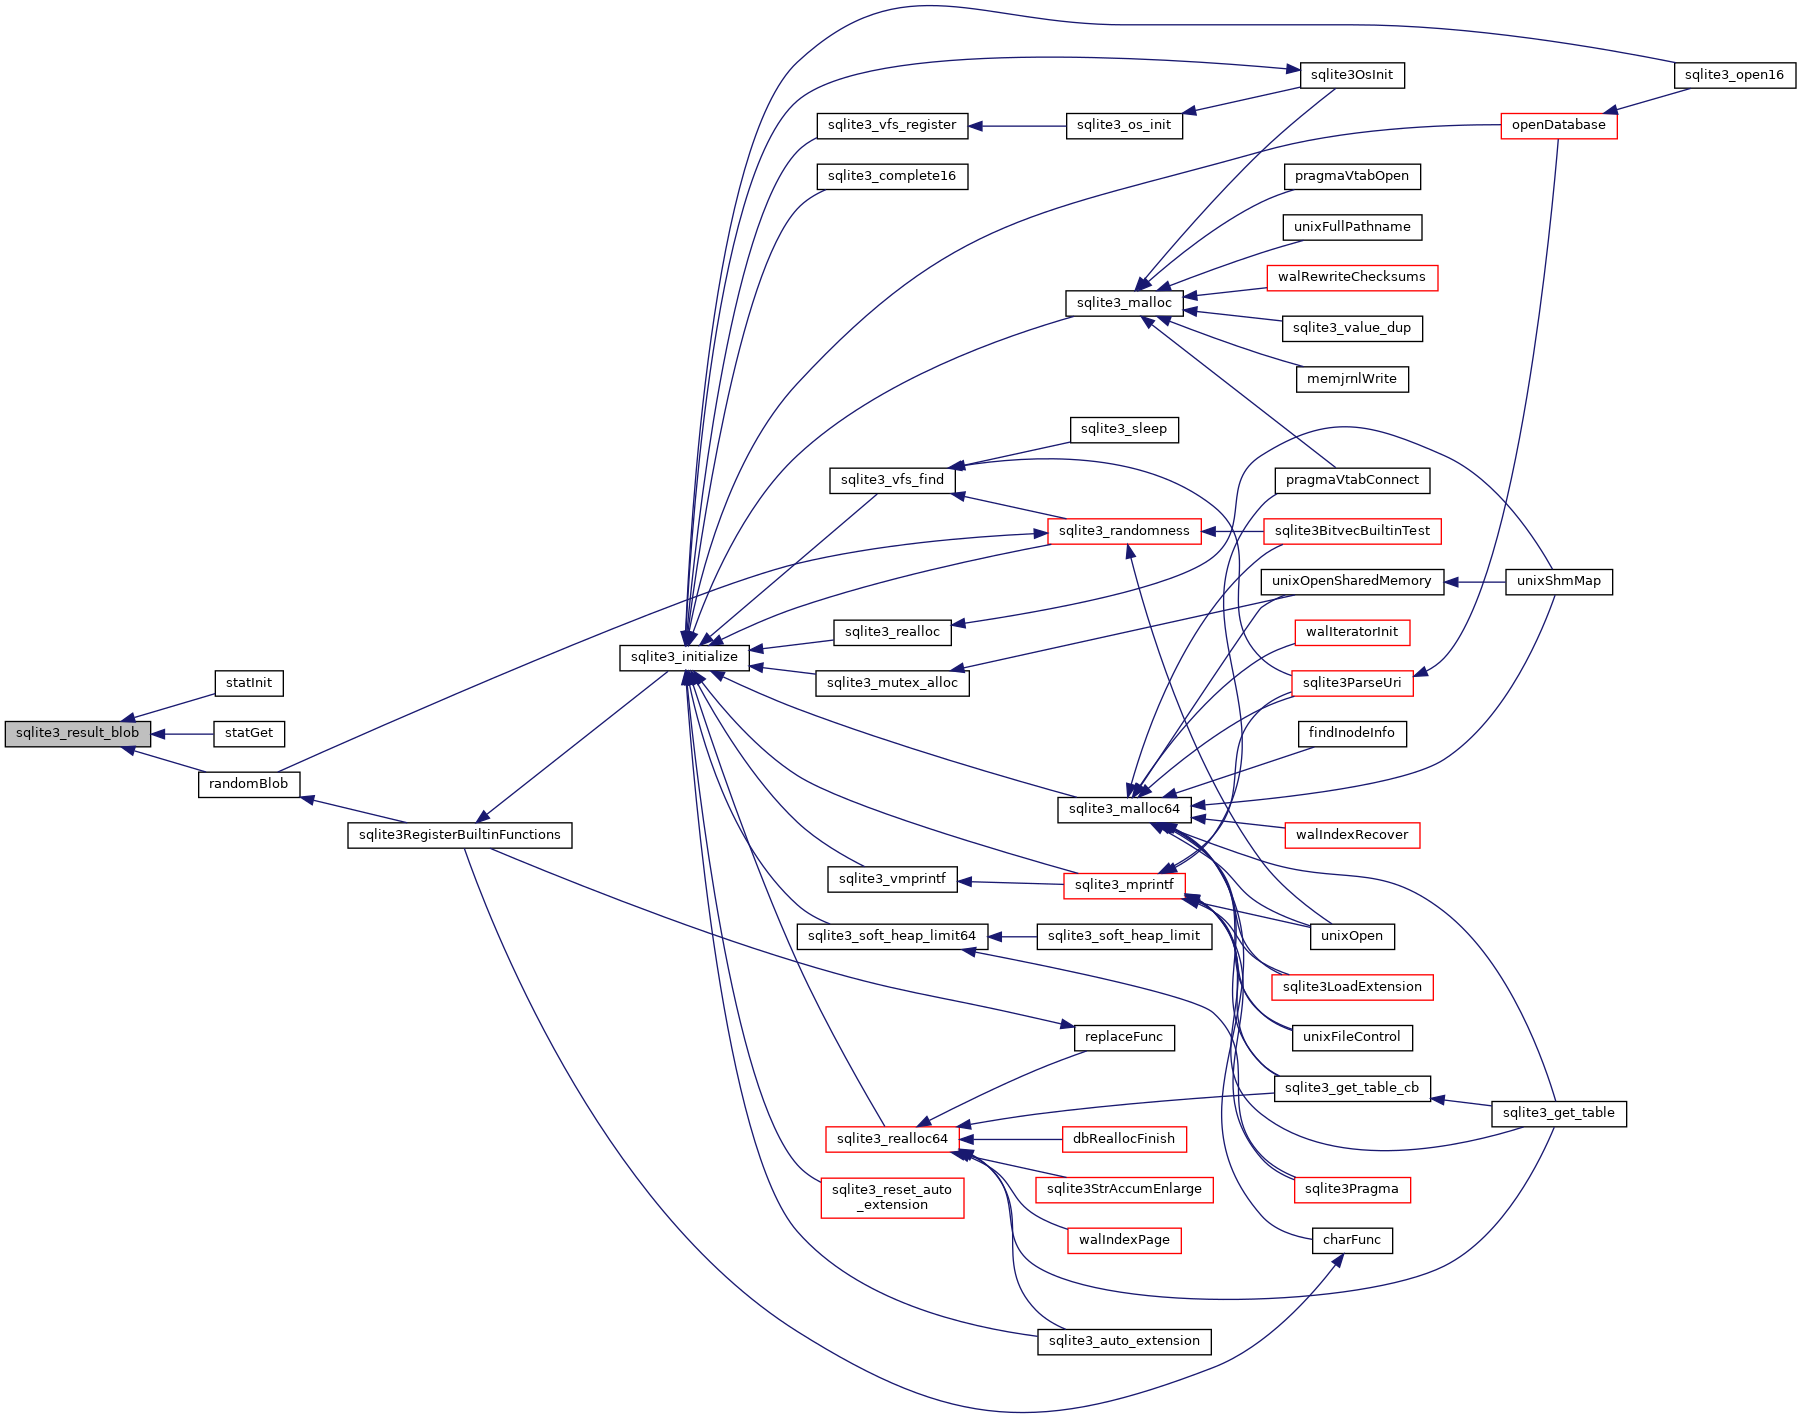 sqlite3_result_blob
statInit
statGet
randomBlob
sqlite3RegisterBuiltinFunctions
sqlite3_initialize
sqlite3_vfs_register
sqlite3_complete16
sqlite3_vfs_find
sqlite3_realloc
sqlite3_mutex_alloc
sqlite3_vmprintf
sqlite3_soft_heap_limit64
sqlite3_realloc64
sqlite3_reset_auto
_extension
sqlite3_os_init
sqlite3_malloc
sqlite3_sleep
sqlite3_randomness
sqlite3_malloc64
sqlite3_mprintf
sqlite3_soft_heap_limit
replaceFunc
dbReallocFinish
sqlite3StrAccumEnlarge
walIndexPage
sqlite3_auto_extension
sqlite3OsInit
pragmaVtabOpen
unixFullPathname
walRewriteChecksums
sqlite3_value_dup
memjrnlWrite
pragmaVtabConnect
sqlite3BitvecBuiltinTest
unixOpenSharedMemory
walIteratorInit
sqlite3ParseUri
findInodeInfo
walIndexRecover
unixOpen
sqlite3LoadExtension
unixFileControl
sqlite3_get_table_cb
sqlite3Pragma
charFunc
openDatabase
unixShmMap
sqlite3_get_table
sqlite3_open16